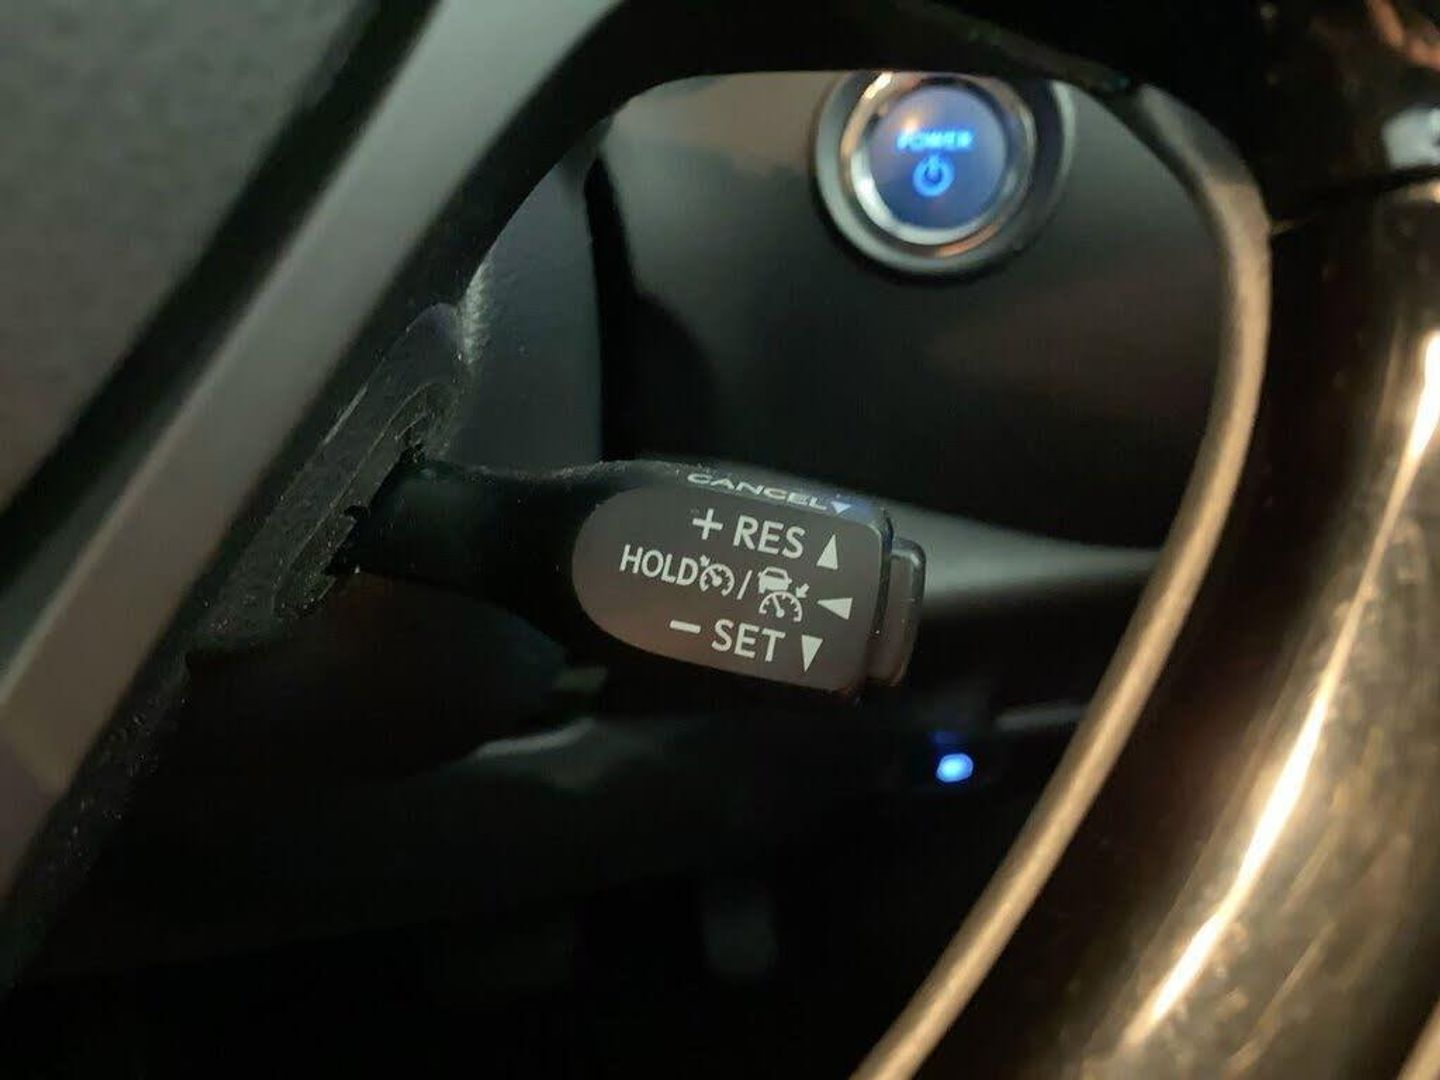 POWER
CANCEL
+ RES
HOLD /
− SET